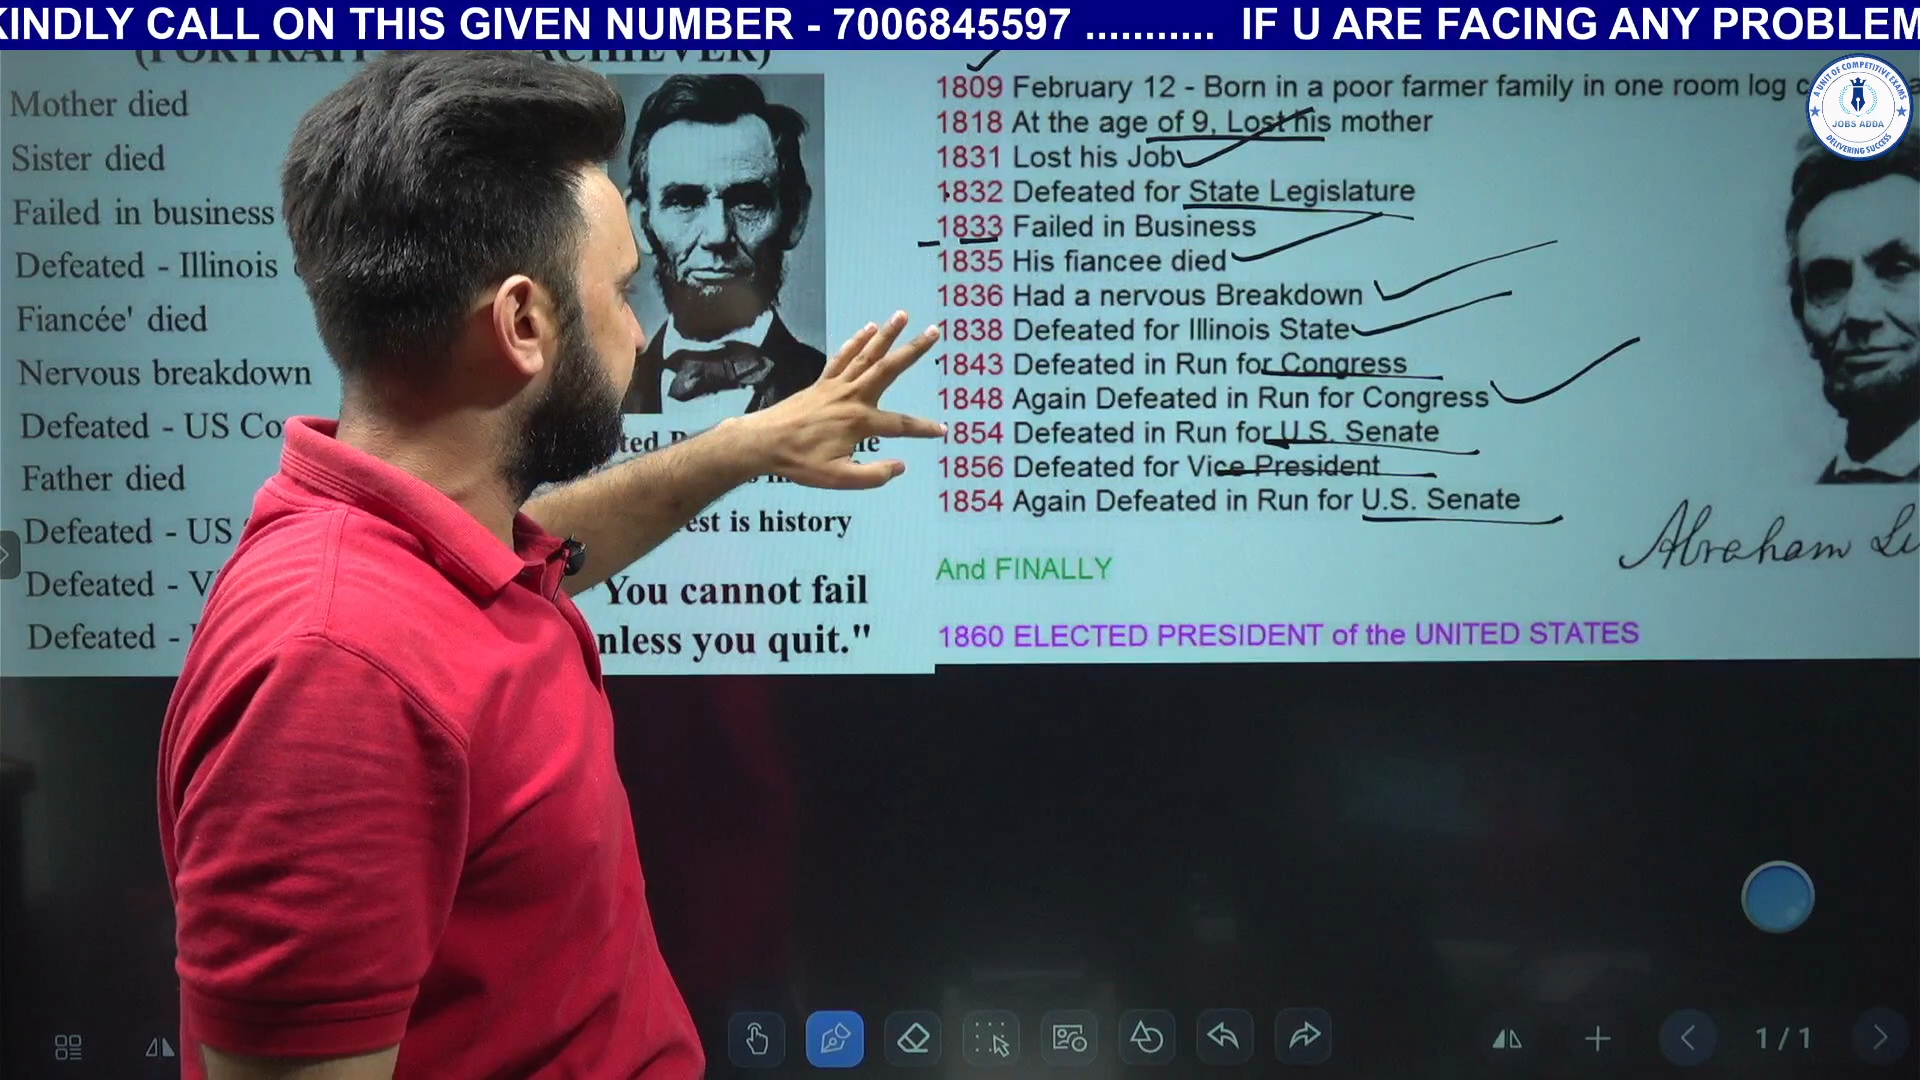 KINDLY CALL ON THIS GIVEN NUMBER - 7006845597 ........... IF U ARE FACING ANY PROBLEM
Mother died
Sister died
Failed in business
Defeated - Illinois
Fiancée' died
Nervous breakdown
Defeated - US
Father died
Defeated - US
Defeated -
Defeated -
is history
You cannot fail
you quit."
1809 February 12 - Born in a poor farmer family in one room log
1818 At the age of 9, Lost his mother
1831 Lost his Job
1832 Defeated for State Legislature
1833 Failed in Business
1835 His fiancee died
1836 Had a nervous Breakdown
1838 Defeated for Illinois State
1843 Defeated in Run for Congress
1848 Again Defeated in Run for Congress
1854 Defeated in Run for U.S. Senate
1856 Defeated for Vice President
1854 Again Defeated in Run for U.S. Senate
And FINALLY
1860 ELECTED PRESIDENT of the UNITED STATES
Abraham
A UNIT OF COMPETITIVE EXAMS
JOBS ADDA
DELIVERING SUCCESS
1 / 1